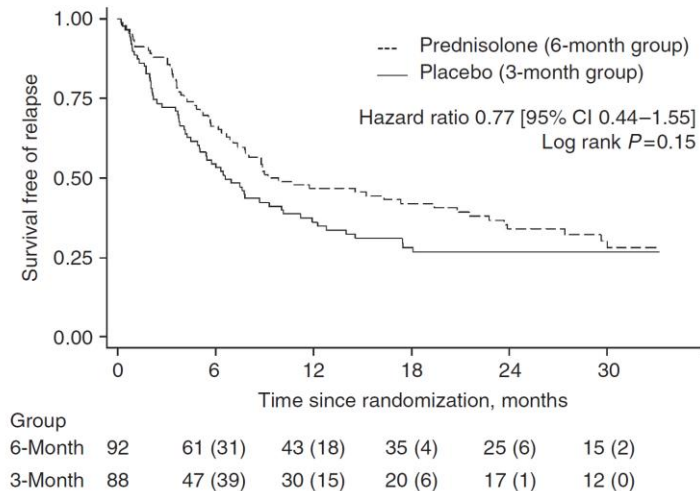 1.00
0.75
0.50
0.25
0.00
Survival free of relapse
Prednisolone (6-month group)
Placebo (3-month group)
Hazard ratio 0.77 [95% CI 0.44–1.55]
Log rank P=0.15
0 6 12 18 24 30
Time since randomization, months
Group
6-Month 92 61 (31) 43 (18) 35 (4) 25 (6) 15 (2)
3-Month 88 47 (39) 30 (15) 20 (6) 17 (1) 12 (0)